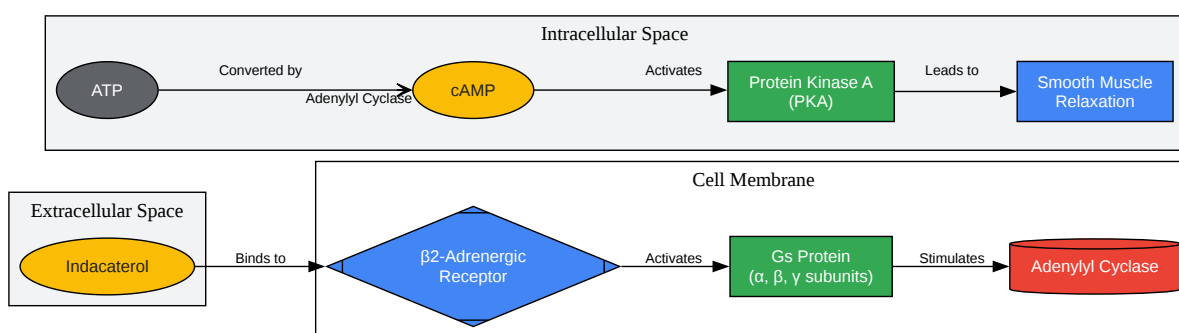 Intracellular Space
ATP
Converted by
Adenylyl Cyclase
cAMP
Activates
Protein Kinase A
(PKA)
Leads to
Smooth Muscle
Relaxation
Cell Membrane
Extracellular Space
Indacaterol
Binds to
β2-Adrenergic
Receptor
Activates
Gs Protein
(α, β, γ subunits)
Stimulates
Adenylyl Cyclase